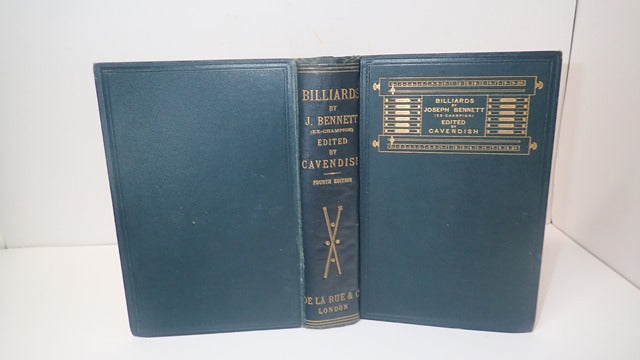 BILLIARDS
BY
J. BENNETT
(EX-CHAMPION)
EDITED
BY
CAVENDISH
FOURTH EDITION
DE LA RUE & Co
LONDON
BILLIARDS
BY
JOSEPH BENNETT
(EX-CHAMPION)
EDITED
BY
CAVENDISH